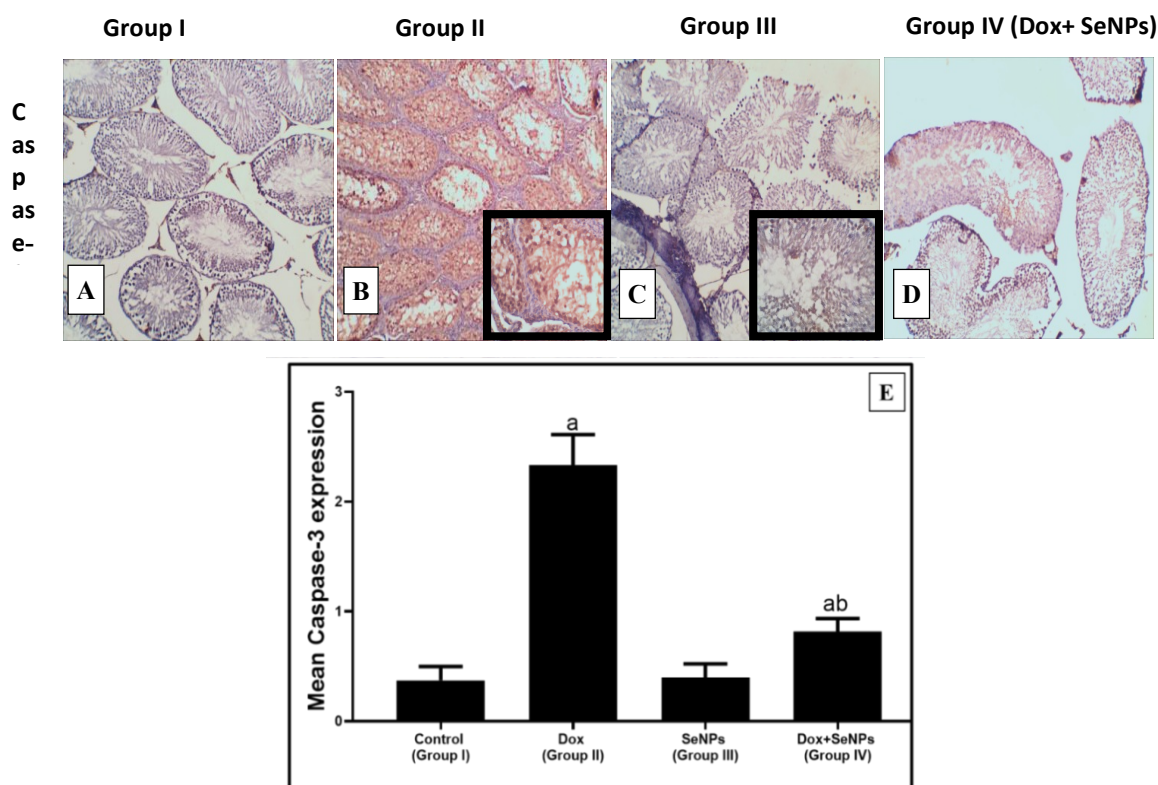 Group I
Group II
Group III
Group IV (Dox+ SeNPs)
C
as
p
as
e-
A
B
C
D
E
3
2
1
0
Mean Caspase-3 expression
a
ab
Control
(Group I)
Dox
(Group II)
SeNPs
(Group III)
Dox+SeNPs
(Group IV)